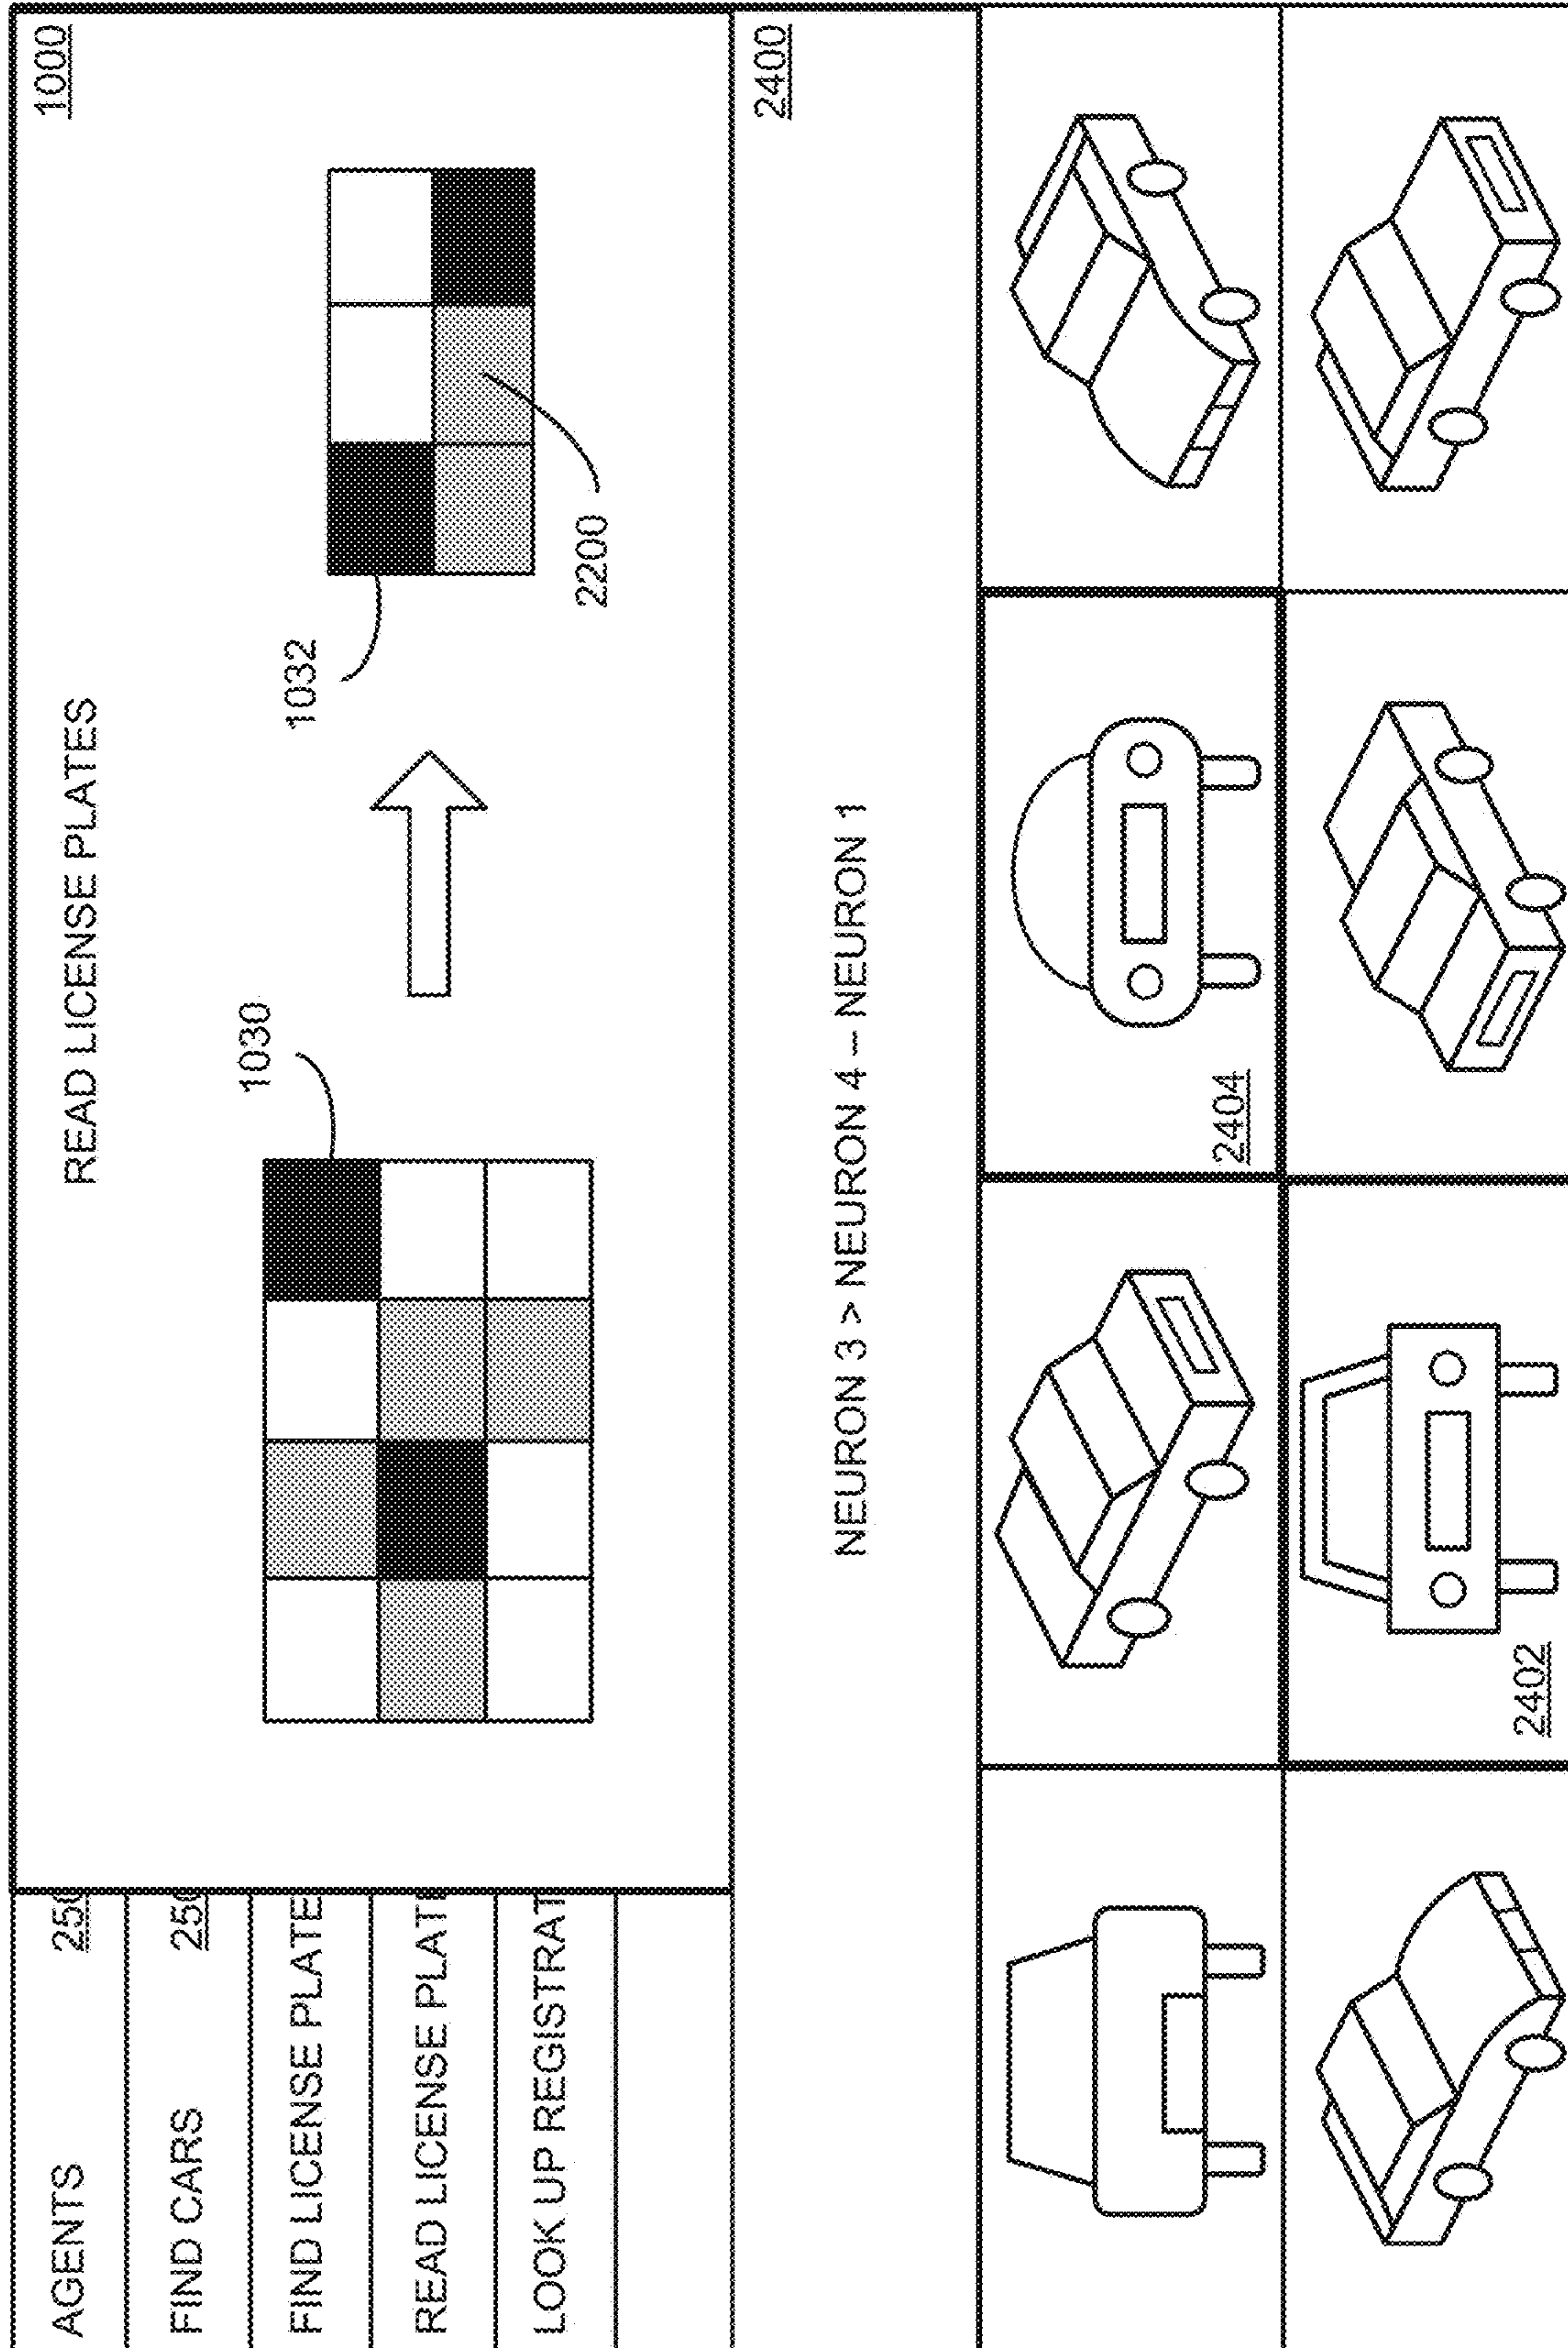 AGENTS
FIND CARS
FIND LICENSE PLATE
READ LICENSE PLAT
LOOK UP REGISTRAT
1000
READ LICENSE PLATES
1030
1032
2200
2400
NEURON 3 > NEURON 4 – NEURON 1
2404
2402